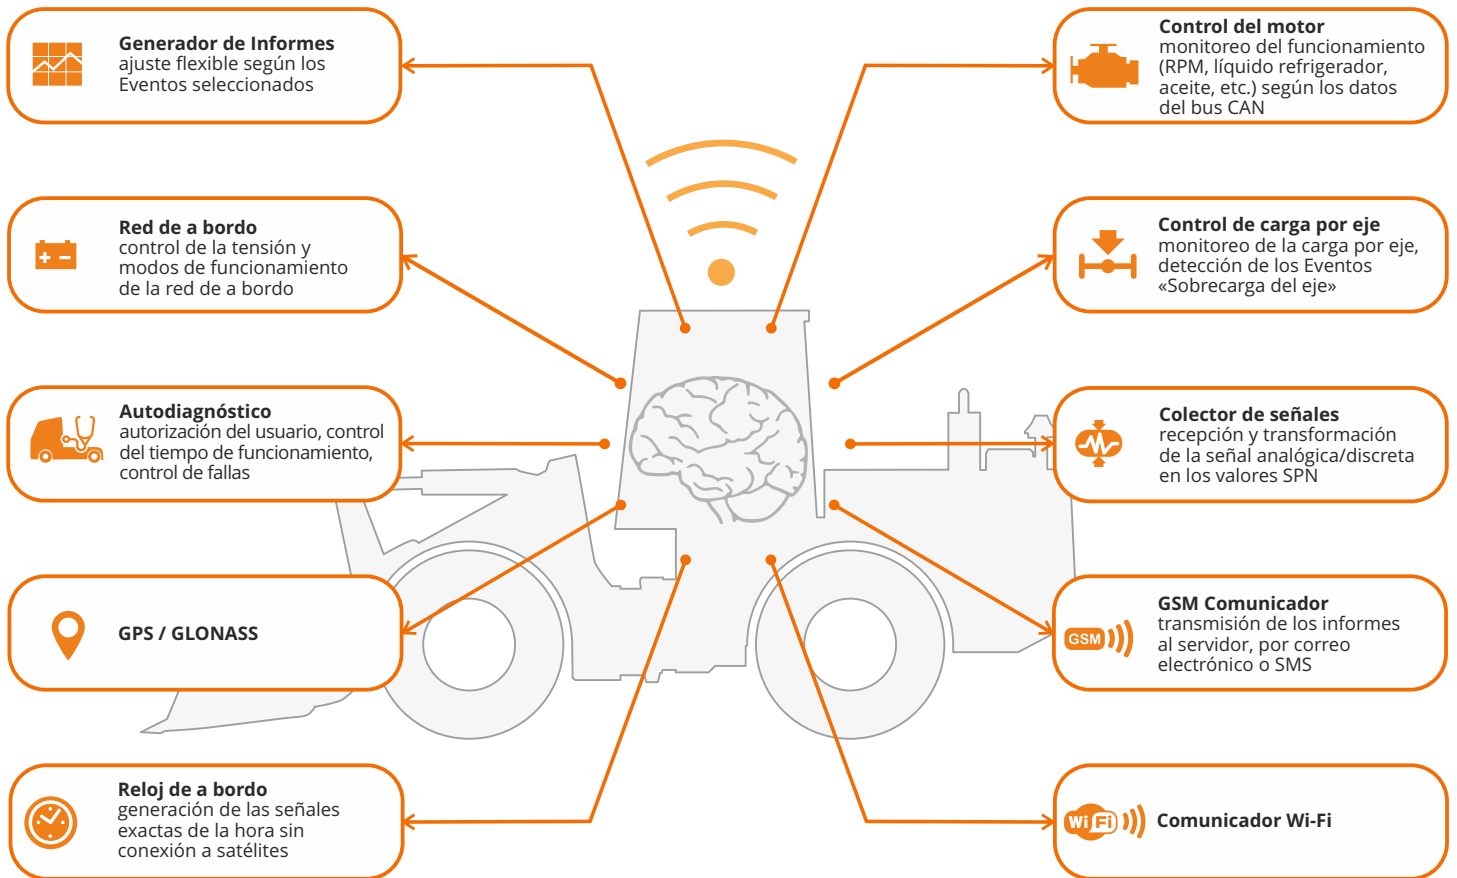 Generador de Informes
ajuste flexible según los
Eventos seleccionados
Red de a bordo
control de la tensión y
modos de funcionamiento
de la red de a bordo
Autodiagnóstico
autorización del usuario, control
del tiempo de funcionamiento,
control de fallas
GPS / GLONASS
Reloj de a bordo
generación de las señales
exactas de la hora sin
conexión a satélites
Control del motor
monitoreo del funcionamiento
(RPM, líquido refrigerador,
aceite, etc.) según los datos
del bus CAN
Control de carga por eje
monitoreo de la carga por eje,
detección de los Eventos
«Sobrecarga del eje»
Colector de señales
recepción y transformación
de la señal analógica/discreta
en los valores SPN
GSM
GSM Comunicador
transmisión de los informes
al servidor, por correo
electrónico o SMS
WiFi
Comunicador Wi-Fi